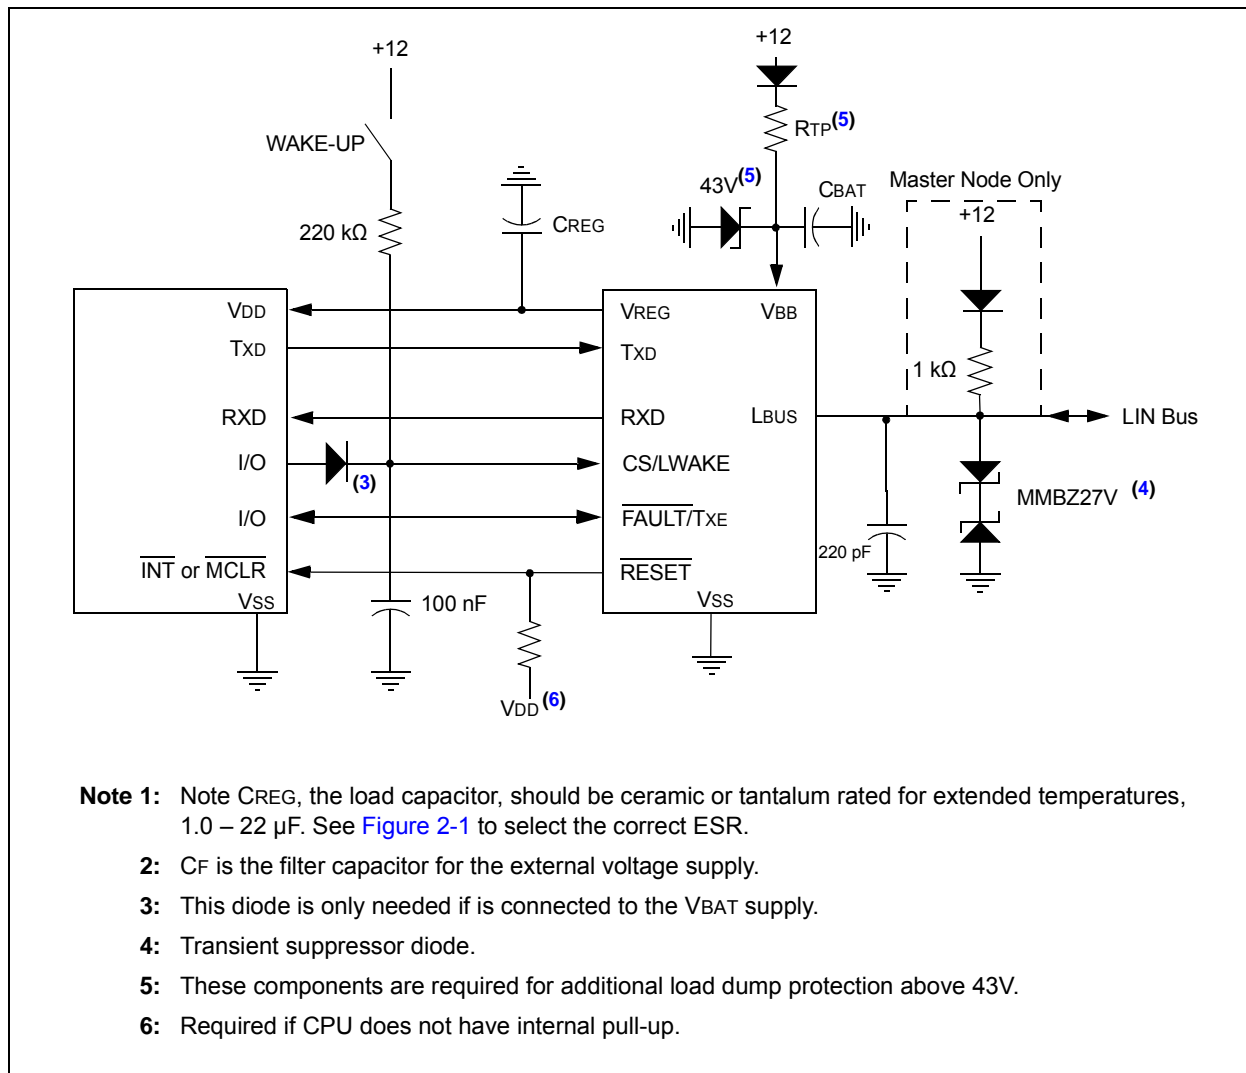 +12
+12
WAKE-UP
RTP(5)
43V(5)
CBAT
Master Node Only
+12
220 kΩ
CREG
VDD
VREG
VBB
TXD
TXD
1 kΩ
RXD
RXD
LBUS
LIN Bus
I/O
(3)
CS/LWAKE
MMBZ27V (4)
I/O
FAULT/TXE
220 pF
INT or MCLR
RESET
VSS
100 nF
VSS
VDD(6)
Note 1: Note CREG, the load capacitor, should be ceramic or tantalum rated for extended temperatures,
1.0 – 22 µF. See Figure 2-1 to select the correct ESR.
2: CF is the filter capacitor for the external voltage supply.
3: This diode is only needed if is connected to the VBAT supply.
4: Transient suppressor diode.
5: These components are required for additional load dump protection above 43V.
6: Required if CPU does not have internal pull-up.